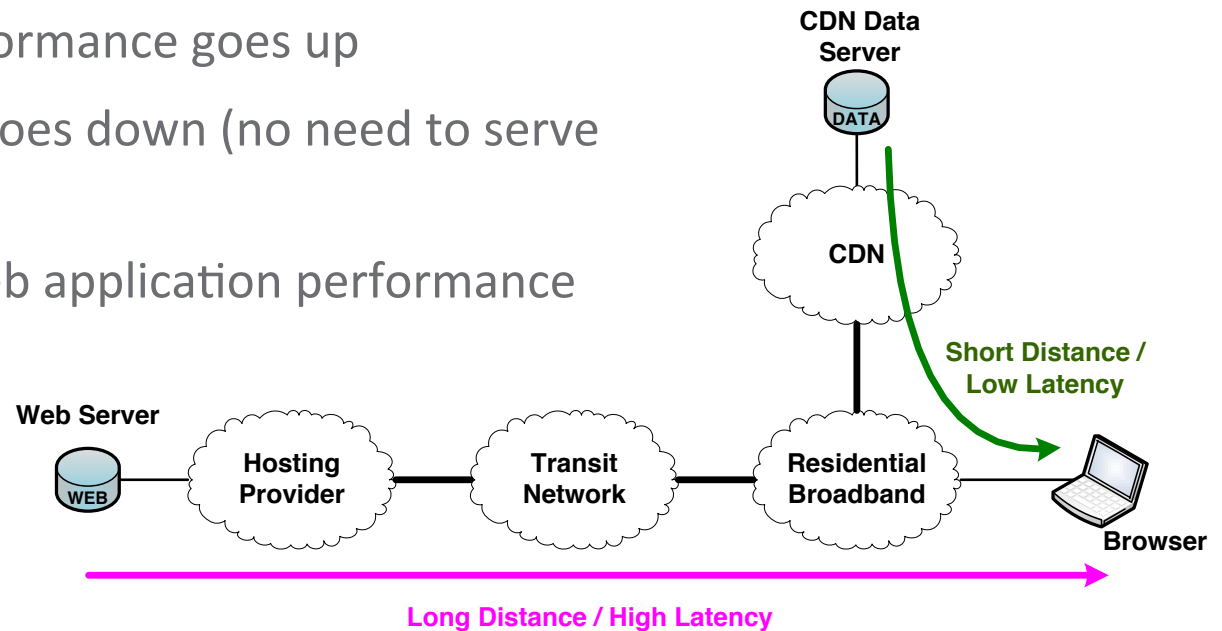 ormance goes up
oes down (no need to serve
b application performance
CDN Data
Server
DATA
CDN
Short Distance /
Low Latency
Web Server
WEB
Hosting
Provider
Transit
Network
Residential
Broadband
Browser
Long Distance / High Latency